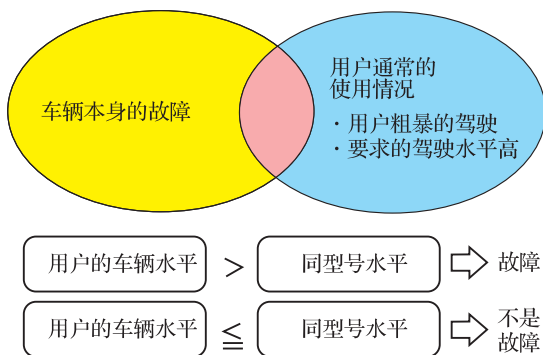 车辆本身的故障
用户通常的
使用情况
·用户粗暴的驾驶
·要求的驾驶水平高
用户的车辆水平 > 同型号水平 故障
用户的车辆水平 ≦ 同型号水平 不是
故障